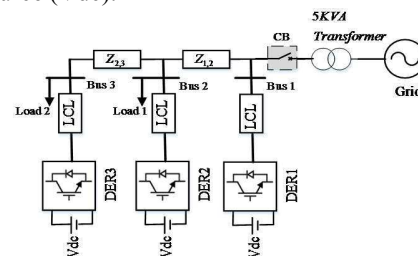 5KVA
Transformer
CB
Grid
Z2,3
Z1,2
Bus 3
Bus 2
Bus 1
Load 2
Load 1
LCL
LCL
LCL
DER3
DER2
DER1
Vdc
Vdc
Vdc